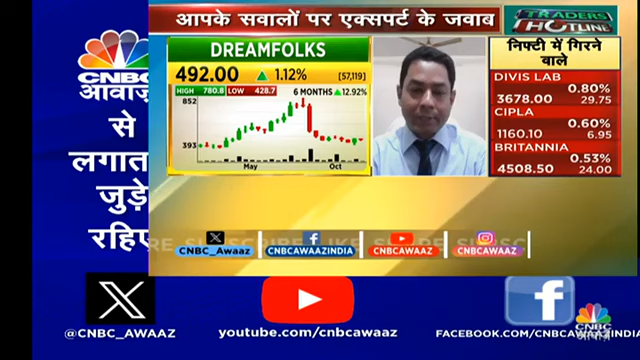 आपके सवालों पर एक्सपर्ट के जवाब
TRADERS HOTLINE
CNBC
आवाज़
से
जुड़े
DREAMFOLKS
492.00 ▲ 1.12% [57,119]
HIGH 780.8 LOW 428.7 6 MONTHS ▲12.92%
852
393
May Oct
निफ्टी में गिरने
वाले
DIVIS LAB 0.80%
3678.00 29.75
CIPLA 0.60%
1160.10 6.95
BRITANNIA 0.53%
4508.50 24.00
CNBC_Awaaz CNBCAWAAZINDIA CNBCAWAAZ CNBCAWAAZ
@CNBC_AWAAZ youtube.com/cnbcawaaz FACEBOOK.COM/CNBCAWAAZINDIA
CNBC